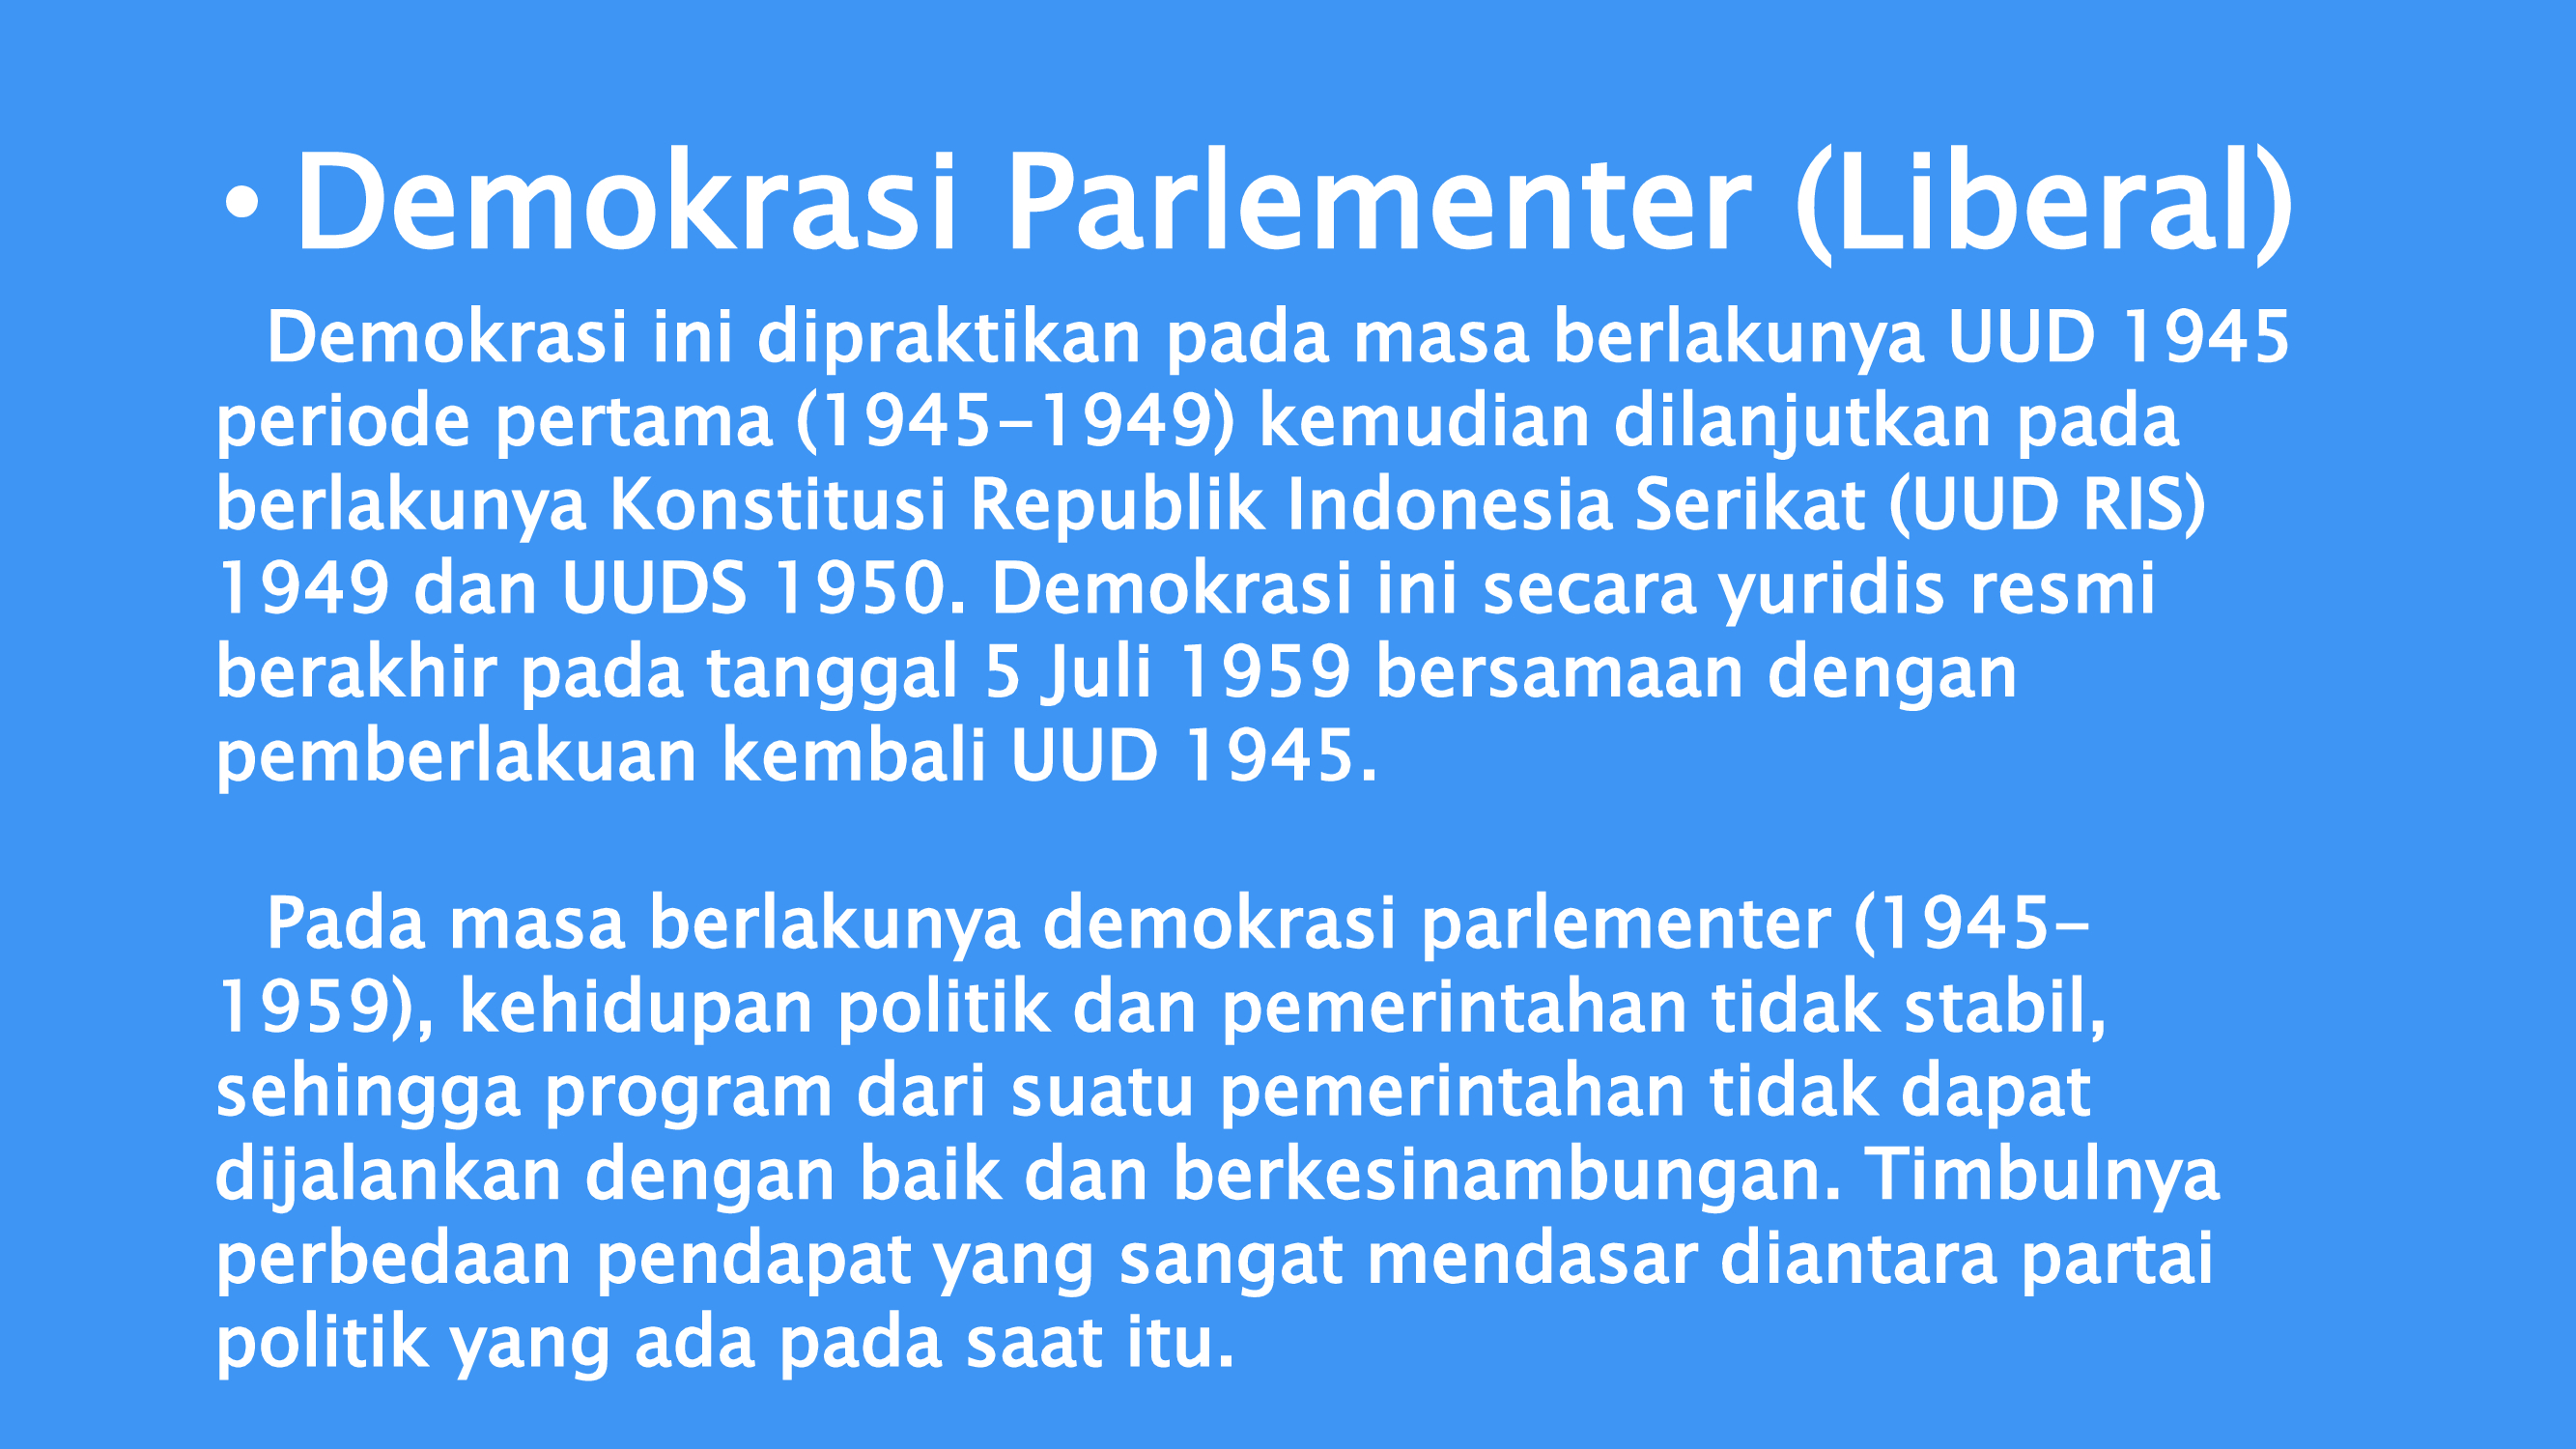 • Demokrasi Parlementer (Liberal)
Demokrasi ini dipraktikan pada masa berlakunya UUD 1945
periode pertama (1945-1949) kemudian dilanjutkan pada
berlakunya Konstitusi Republik Indonesia Serikat (UUD RIS)
1949 dan UUDS 1950. Demokrasi ini secara yuridis resmi
berakhir pada tanggal 5 Juli 1959 bersamaan dengan
pemberlakuan kembali UUD 1945.
Pada masa berlakunya demokrasi parlementer (1945-
1959), kehidupan politik dan pemerintahan tidak stabil,
sehingga program dari suatu pemerintahan tidak dapat
dijalankan dengan baik dan berkesinambungan. Timbulnya
perbedaan pendapat yang sangat mendasar diantara partai
politik yang ada pada saat itu.